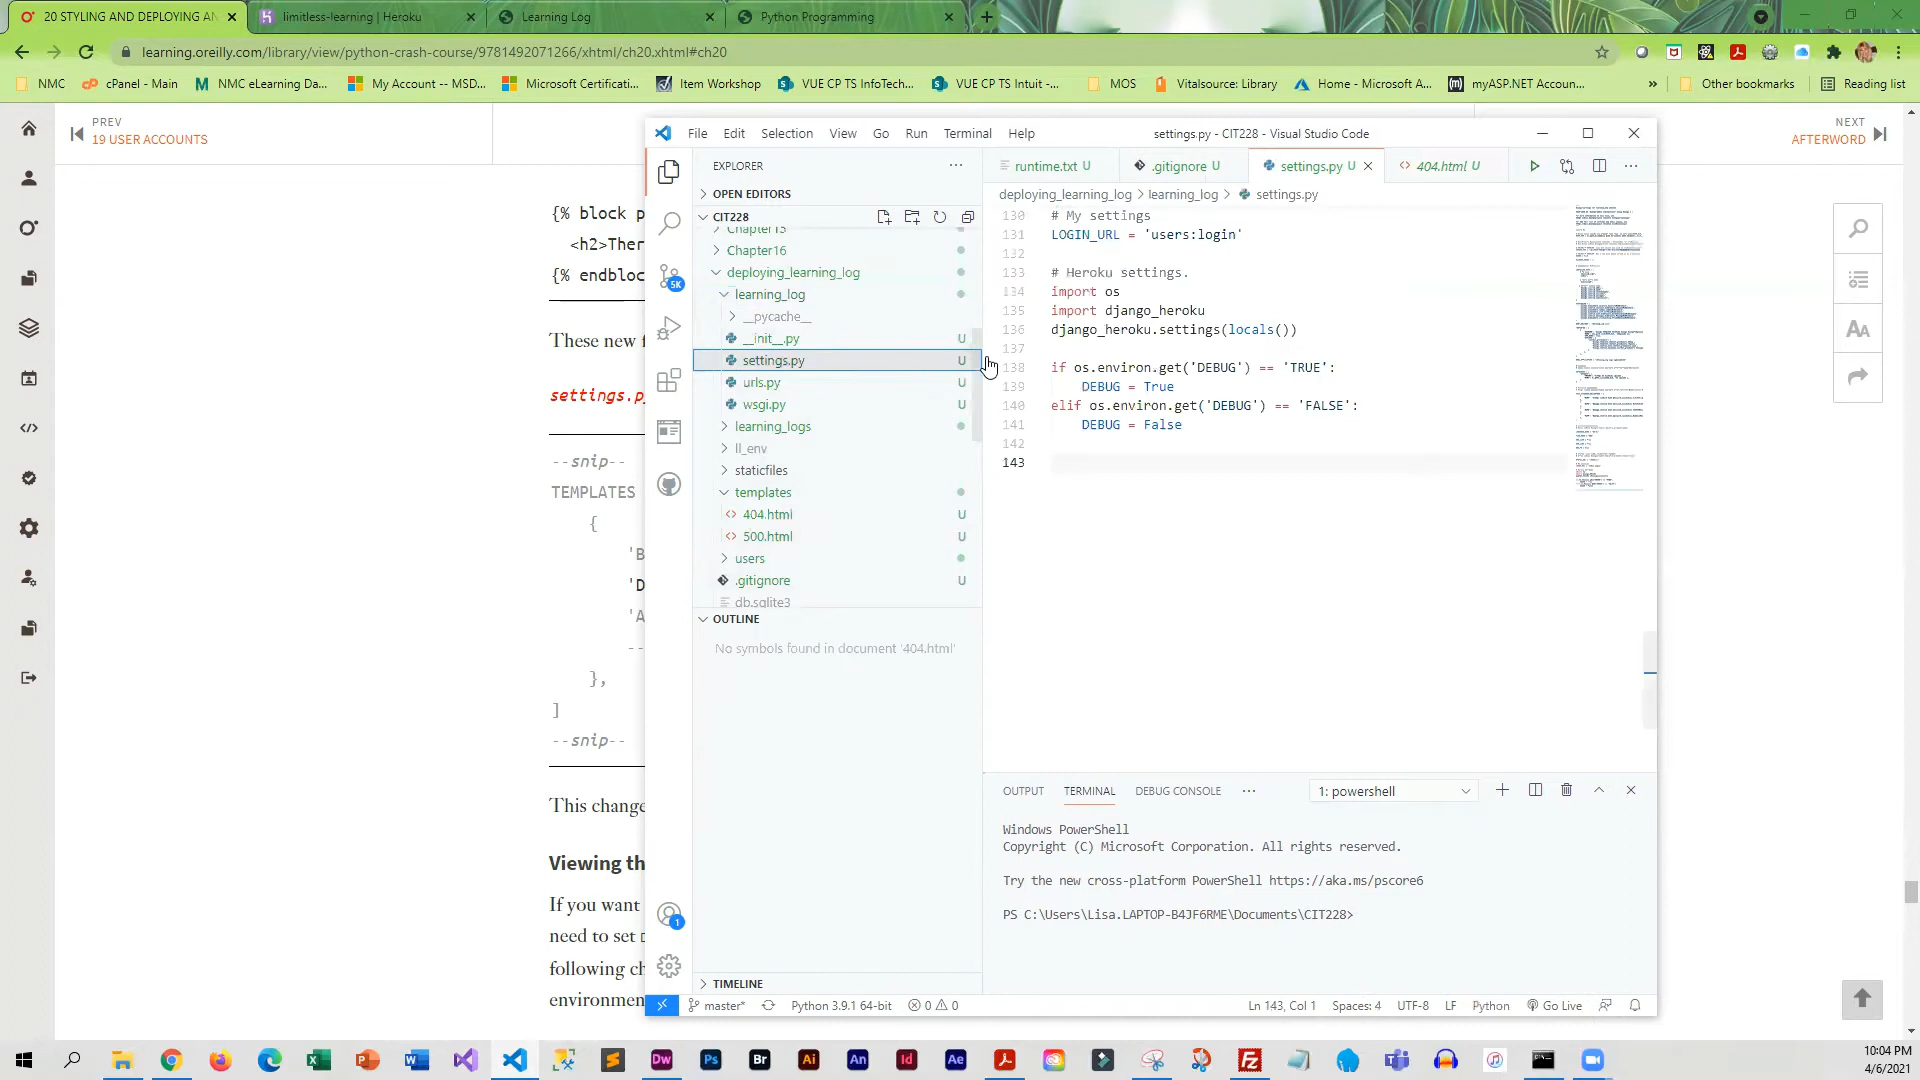 20 STYLING AND DEPLOYING AN
limitless-learning | Heroku
Learning Log
Python Programming
learning.oreilly.com/library/view/python-crash-course/9781492071266/xhtml/ch20.xhtml#ch20
NMC
cPanel - Main
NMC eLearning Da...
My Account -- MSD...
Microsoft Certificati...
Item Workshop
VUE CP TS InfoTech...
VUE CP TS Intuit -...
MOS
Vitalsource: Library
Home - Microsoft A...
myASP.NET Accoun...
»
Other bookmarks
Reading list
PREV
19 USER ACCOUNTS
NEXT
AFTERWORD
{% block p
<h2>Ther
{% endbloc
These new f
settings.p
--snip--
TEMPLATES
{
'B
'D
'A
--
},
]
--snip--
This change
Viewing th
If you want
need to set
following ch
environmen
File Edit Selection View Go Run Terminal Help
settings.py - CIT228 - Visual Studio Code
EXPLORER
OPEN EDITORS
CIT228
Chapter15
Chapter16
deploying_learning_log
learning_log
__pycache__
__init__.py U
settings.py U
urls.py U
wsgi.py U
learning_logs
ll_env
staticfiles
templates
404.html U
500.html U
users
.gitignore U
db.sqlite3
OUTLINE
No symbols found in document '404.html'
TIMELINE
5K
1
runtime.txt U
.gitignore U
settings.py U
404.html U
deploying_learning_log > learning_log > settings.py
130 # My settings
131 LOGIN_URL = 'users:login'
132
133 # Heroku settings.
134 import os
135 import django_heroku
136 django_heroku.settings(locals())
137
138 if os.environ.get('DEBUG') == 'TRUE':
139 DEBUG = True
140 elif os.environ.get('DEBUG') == 'FALSE':
141 DEBUG = False
142
143
OUTPUT TERMINAL DEBUG CONSOLE ... 1: powershell
Windows PowerShell
Copyright (C) Microsoft Corporation. All rights reserved.
Try the new cross-platform PowerShell https://aka.ms/pscore6
PS C:\Users\Lisa.LAPTOP-B4JF6RME\Documents\CIT228>
master* Python 3.9.1 64-bit 0 0 Ln 143, Col 1 Spaces: 4 UTF-8 LF Python Go Live
10:04 PM
4/6/2021